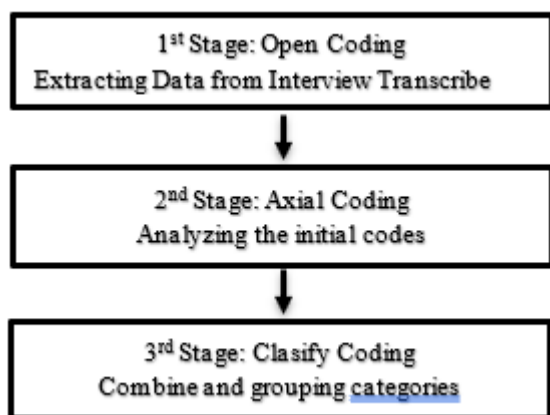 1st Stage: Open Coding
Extracting Data from Interview Transcribe
2nd Stage: Axial Coding
Analyzing the initial codes
3rd Stage: Clasify Coding
Combine and grouping categories